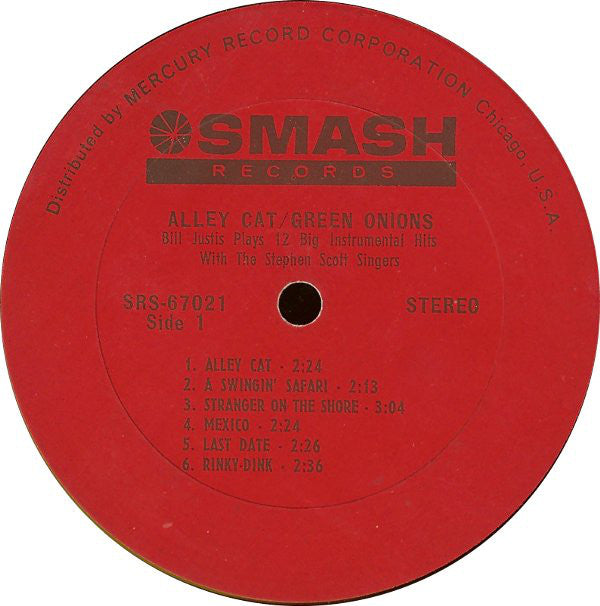 Distributed by MERCURY RECORD CORPORATION Chicago, U.S.A.
SMASH
RECORDS
ALLEY CAT/GREEN ONIONS
Bill Justis Plays 12 Big Instrumental Hits
With The Stephen Scott Singers
SRS-67021 STEREO
Side 1
1. ALLEY CAT - 2:24
2. A SWINGIN' SAFARI - 2:13
3. STRANGER ON THE SHORE - 3:04
4. MEXICO - 2:24
5. LAST DATE - 2:26
6. RINKY-DINK - 2:36